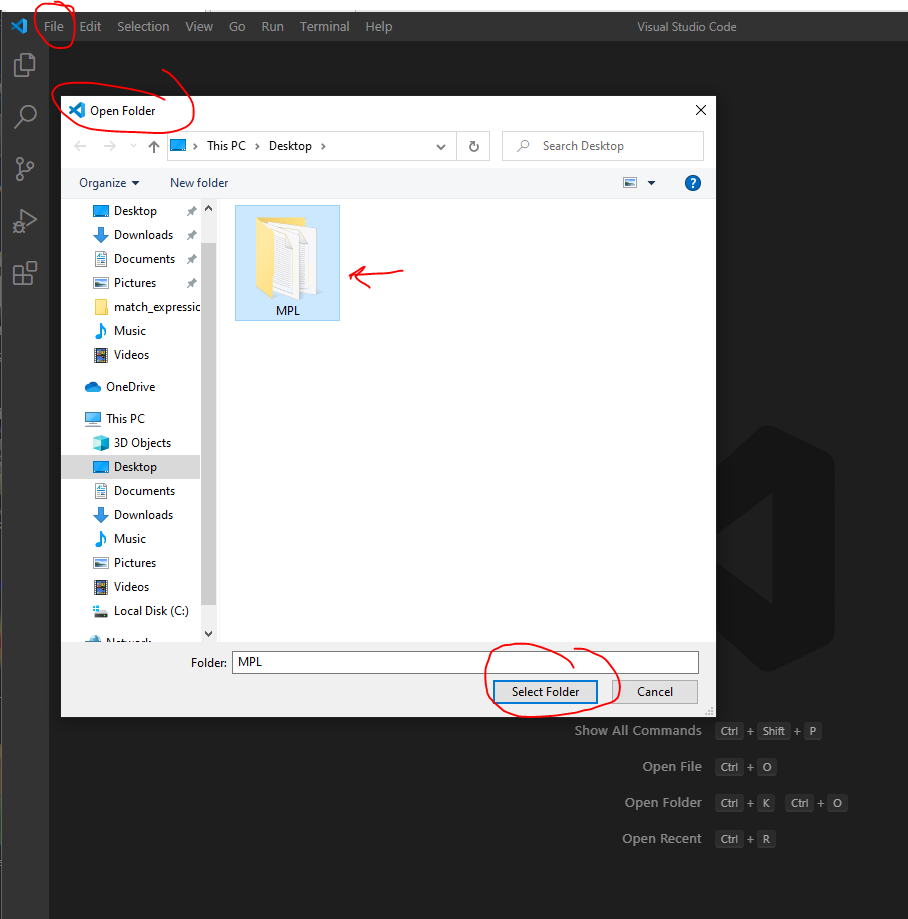 File Edit Selection View Go Run Terminal Help Visual Studio Code
Open Folder
This PC Desktop Search Desktop
Organize New folder
Desktop
Downloads
Documents
Pictures
match_expressic
Music
Videos
OneDrive
This PC
3D Objects
Desktop
Documents
Downloads
Music
Pictures
Videos
Local Disk (C:)
Network
MPL
Folder: MPL
Select Folder Cancel
Show All Commands Ctrl + Shift + P
Open File Ctrl + O
Open Folder Ctrl + K Ctrl + O
Open Recent Ctrl + R